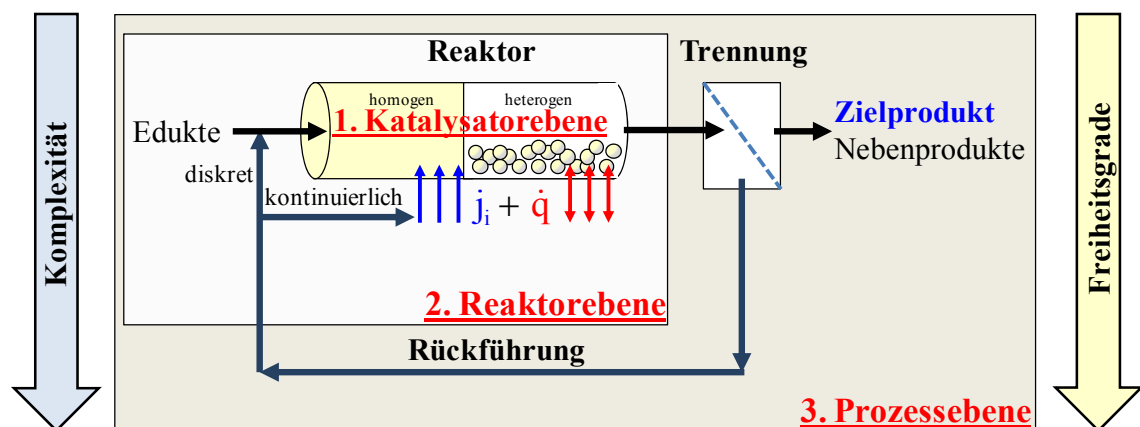 Komplexität
Reaktor
Trennung
homogen
heterogen
1. Katalysatorebene
Edukte
Zielprodukt
Nebenprodukte
diskret
kontinuierlich
j̇i + q̇
2. Reaktorebene
Rückführung
3. Prozessebene
Freiheitsgrade